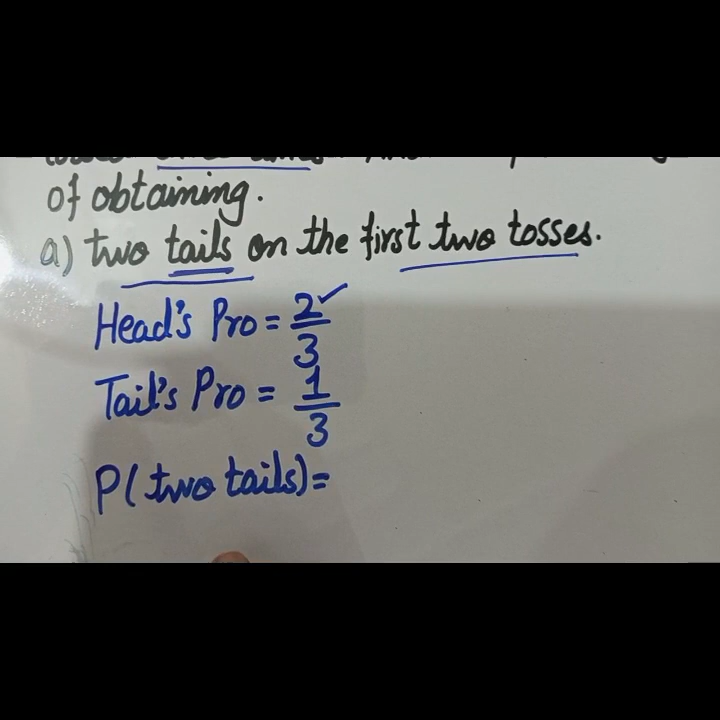 of obtaining.
a) two tails on the first two tosses.
Head's Pro = 2/3
Tail's Pro = 1/3
P(two tails)=